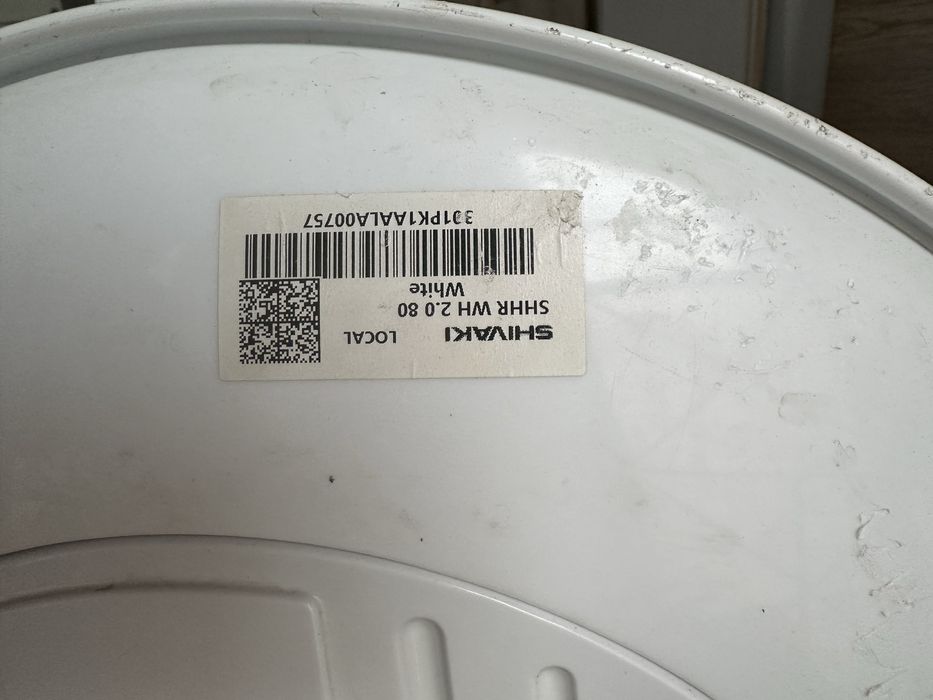 SHIVAKI LOCAL
SHHR WH 2.0 80
White
301PK1AALA00757